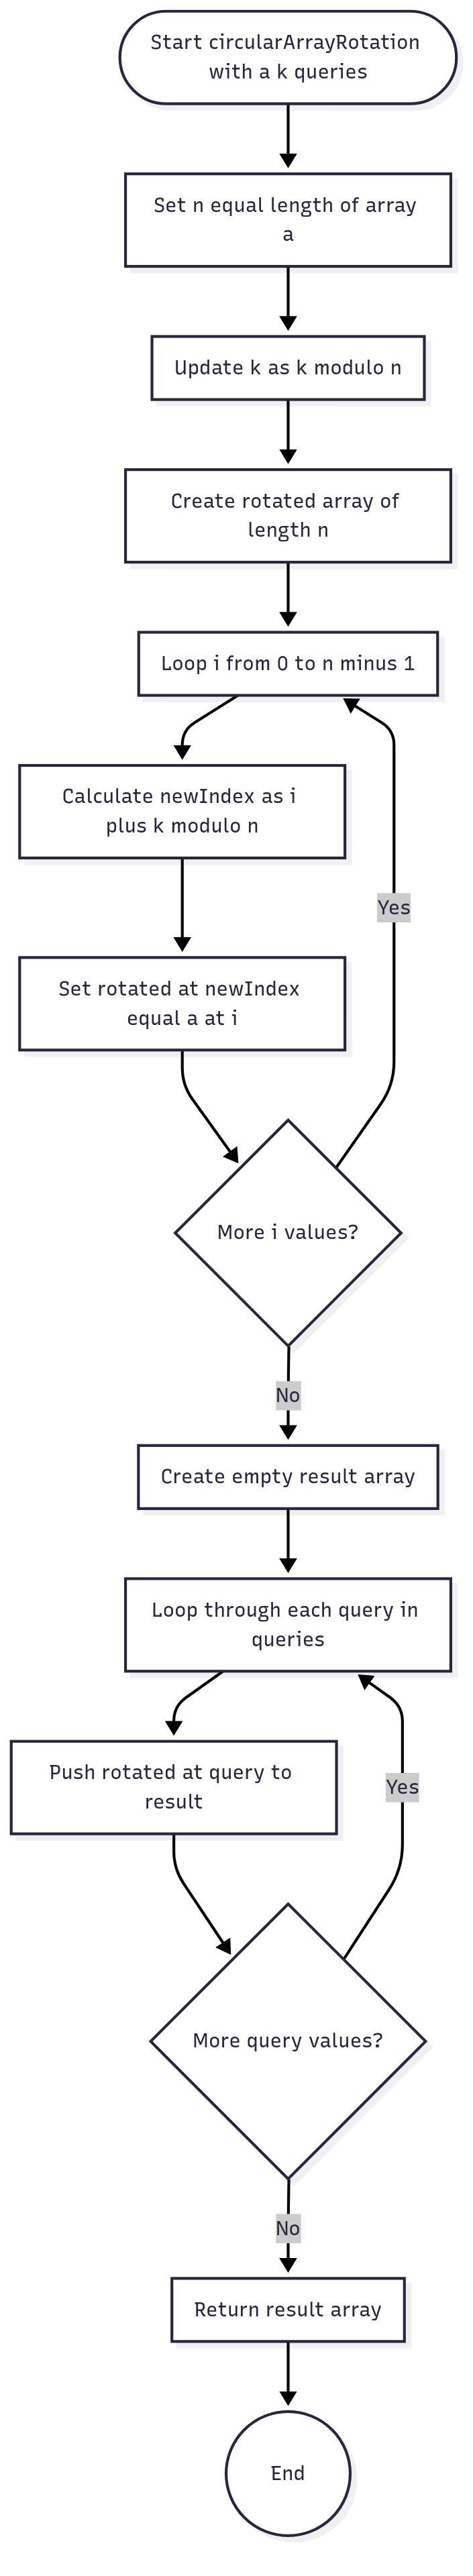 Start circularArrayRotation
with a k queries
Set n equal length of array
a
Update k as k modulo n
Create rotated array of
length n
Loop i from 0 to n minus 1
Calculate newIndex as i
plus k modulo n
Yes
Set rotated at newIndex
equal a at i
More i values?
No
Create empty result array
Loop through each query in
queries
Push rotated at query to
result
Yes
More query values?
No
Return result array
End